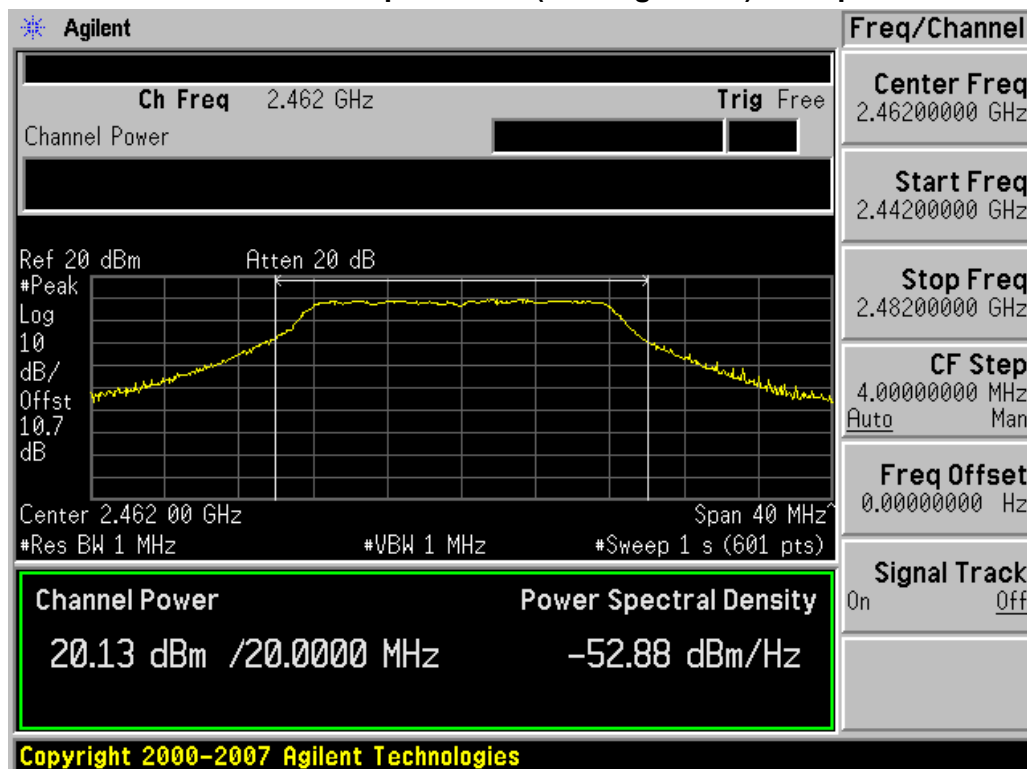 Agilent
Freq/Channel
Ch Freq 2.462 GHz Trig Free
Channel Power
Center Freq
2.46200000 GHz
Start Freq
2.44200000 GHz
Stop Freq
2.48200000 GHz
CF Step
4.00000000 MHz
Auto Man
Freq Offset
0.00000000 Hz
Signal Track
On Off
Ref 20 dBm Atten 20 dB
#Peak
Log
10
dB/
Offst
10.7
dB
Center 2.462 00 GHz Span 40 MHz^
#Res BW 1 MHz #VBW 1 MHz #Sweep 1 s (601 pts)
Channel Power Power Spectral Density
20.13 dBm /20.0000 MHz -52.88 dBm/Hz
Copyright 2000-2007 Agilent Technologies